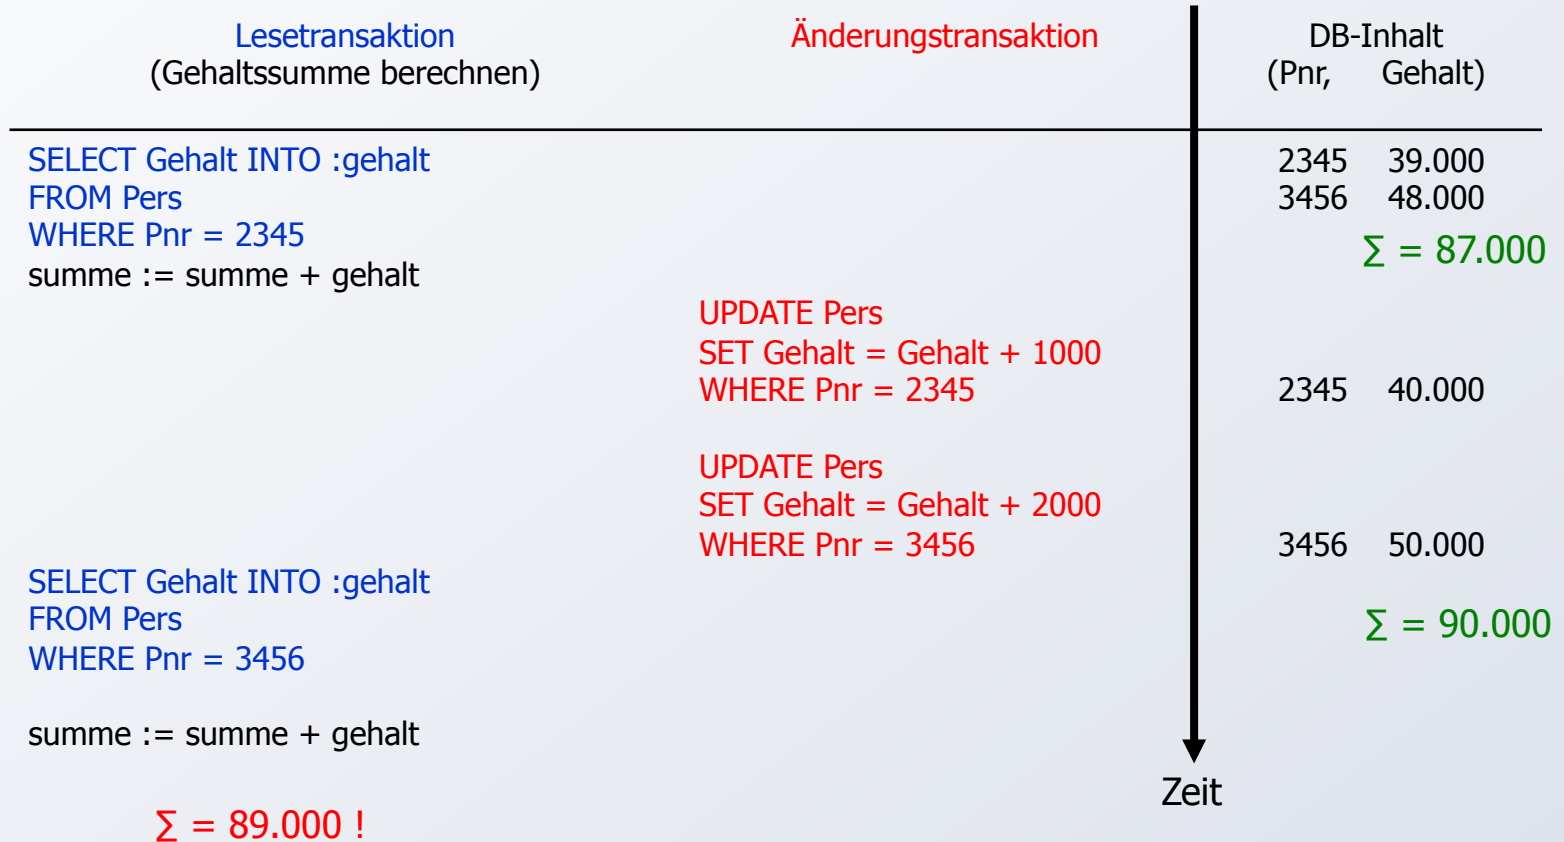 Lesetransaktion
(Gehaltssumme berechnen)
Änderungstransaktion
DB-Inhalt
(Pnr, Gehalt)
SELECT Gehalt INTO :gehalt
FROM Pers
WHERE Pnr = 2345
summe := summe + gehalt
2345 39.000
3456 48.000
∑ = 87.000
UPDATE Pers
SET Gehalt = Gehalt + 1000
WHERE Pnr = 2345
2345 40.000
UPDATE Pers
SET Gehalt = Gehalt + 2000
WHERE Pnr = 3456
3456 50.000
SELECT Gehalt INTO :gehalt
FROM Pers
WHERE Pnr = 3456
∑ = 90.000
summe := summe + gehalt
Zeit
∑ = 89.000 !